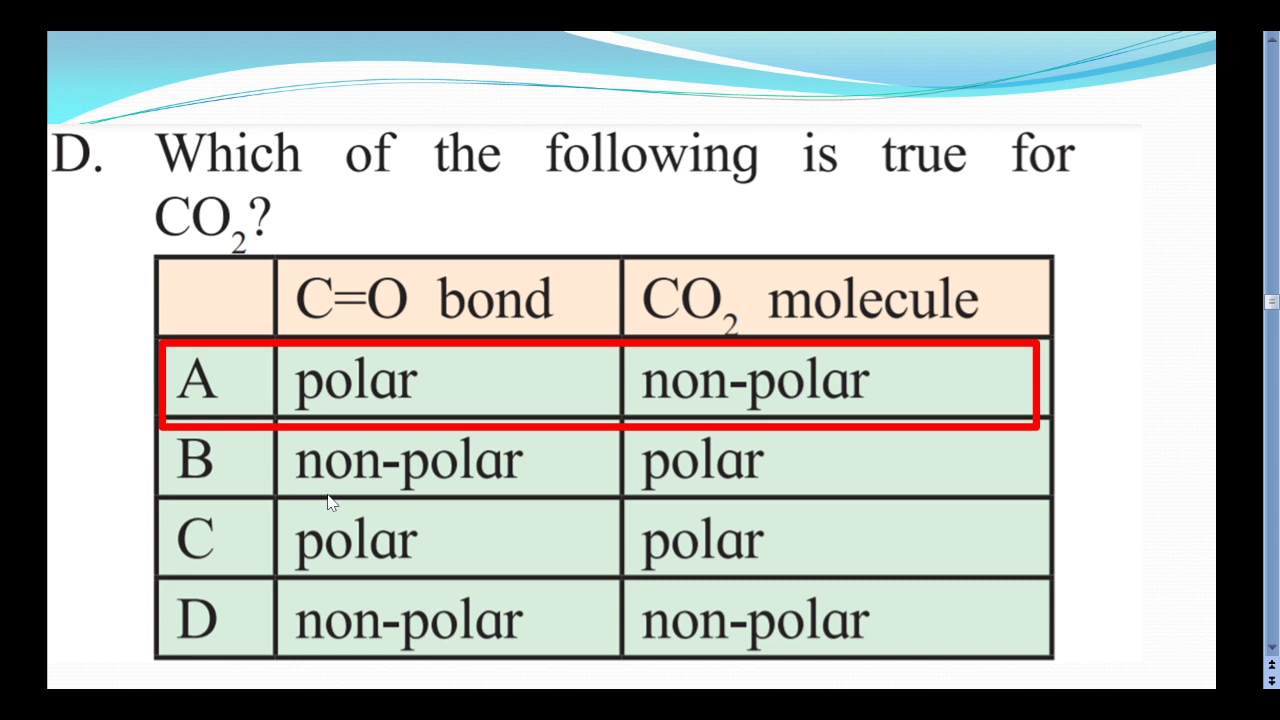 D. Which of the following is true for
CO₂?
C=O bond CO₂ molecule
A polar non-polar
B non-polar polar
C polar polar
D non-polar non-polar